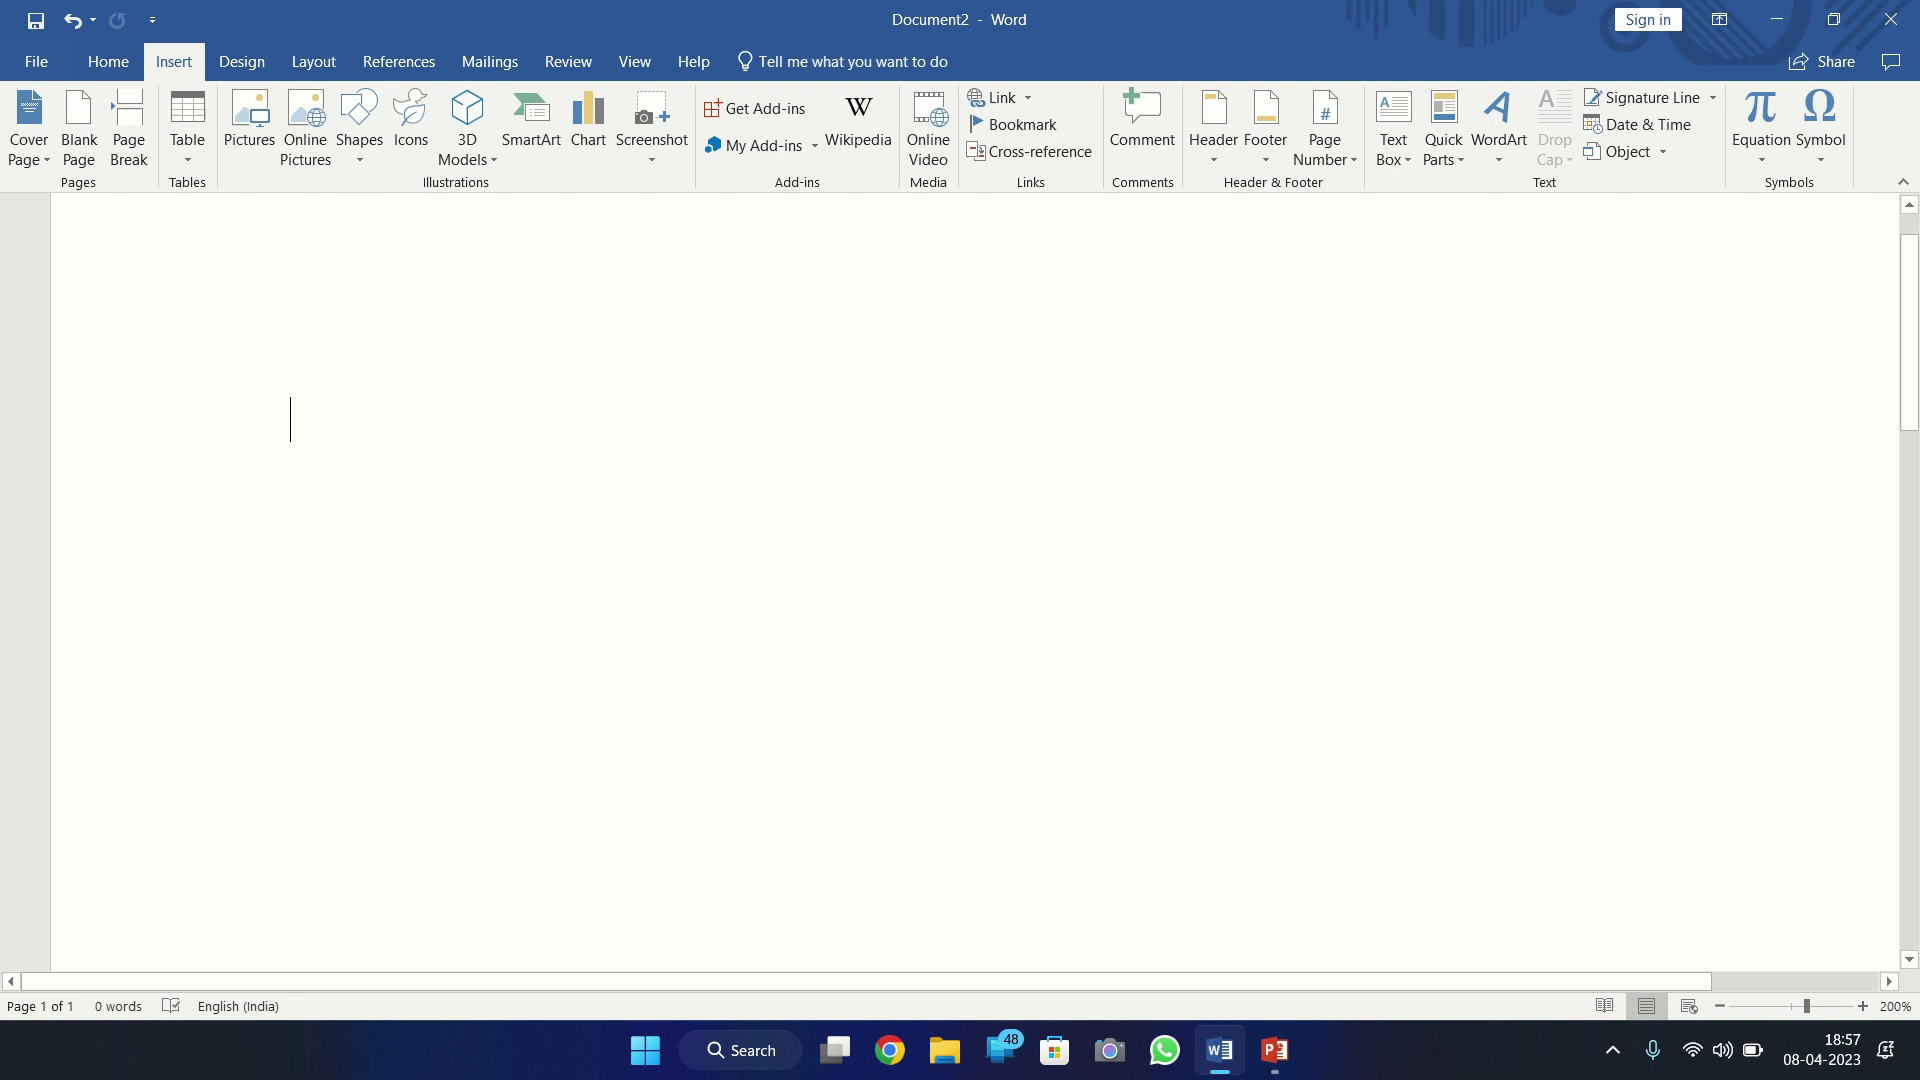 Document2 - Word
Sign in
File Home Insert Design Layout References Mailings Review View Help Tell me what you want to do Share
Cover Page
Blank Page
Page Break
Pages
Table
Tables
Pictures
Online Pictures
Shapes
Icons
3D Models
SmartArt
Chart
Screenshot
Illustrations
Get Add-ins
My Add-ins
W Wikipedia
Add-ins
Online Video
Media
Link
Bookmark
Cross-reference
Links
Comment
Comments
Header
Footer
# Page Number
Header & Footer
A Text Box
Quick Parts
A WordArt
A Drop Cap
Signature Line
Date & Time
Object
Text
π Equation
Ω Symbol
Symbols
Page 1 of 1 0 words English (India) 200%
Search 48 W P 18:57
08-04-2023